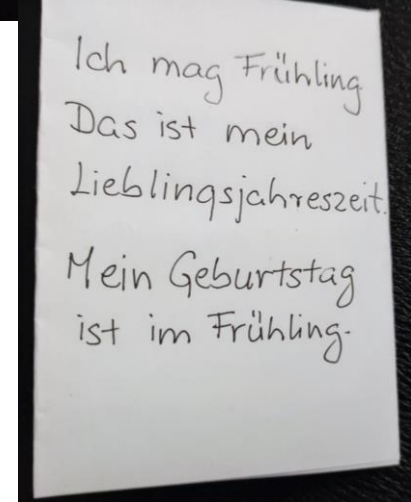 Ich mag Frühling
Das ist mein
Lieblingsjahreszeit.
Mein Geburtstag
ist im Frühling.